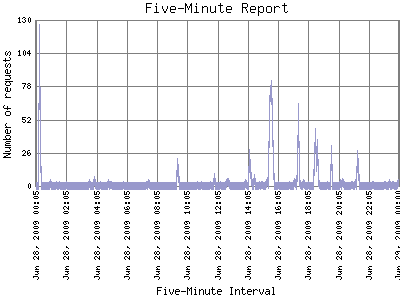 Five-Minute Report
Number of requests
130
104
78
52
26
0
Jun 28, 2009 00:05
Jun 28, 2009 02:05
Jun 28, 2009 04:05
Jun 28, 2009 06:05
Jun 28, 2009 08:05
Jun 28, 2009 10:05
Jun 28, 2009 12:05
Jun 28, 2009 14:05
Jun 28, 2009 16:05
Jun 28, 2009 18:05
Jun 28, 2009 20:05
Jun 28, 2009 22:05
Jun 29, 2009 00:00
Five-Minute Interval